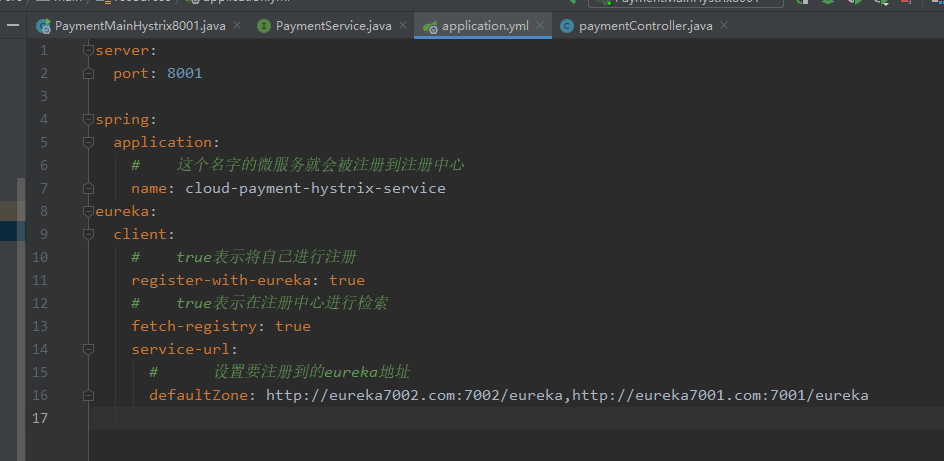 PaymentMainHystrix8001.java PaymentService.java application.yml paymentController.java
1 server:
2 port: 8001
3
4 spring:
5 application:
6 # 这个名字的微服务就会被注册到注册中心
7 name: cloud-payment-hystrix-service
8 eureka:
9 client:
10 # true表示将自己进行注册
11 register-with-eureka: true
12 # true表示在注册中心进行检索
13 fetch-registry: true
14 service-url:
15 # 设置要注册到的eureka地址
16 defaultZone: http://eureka7002.com:7002/eureka,http://eureka7001.com:7001/eureka
17